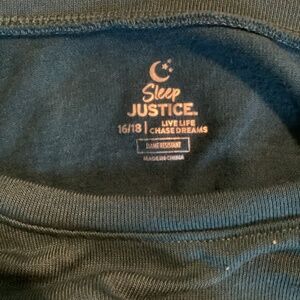 Sleep
JUSTICE.
16/18 | LIVE LIFE
CHASE DREAMS
FLAME RESISTANT
MADE IN CHINA